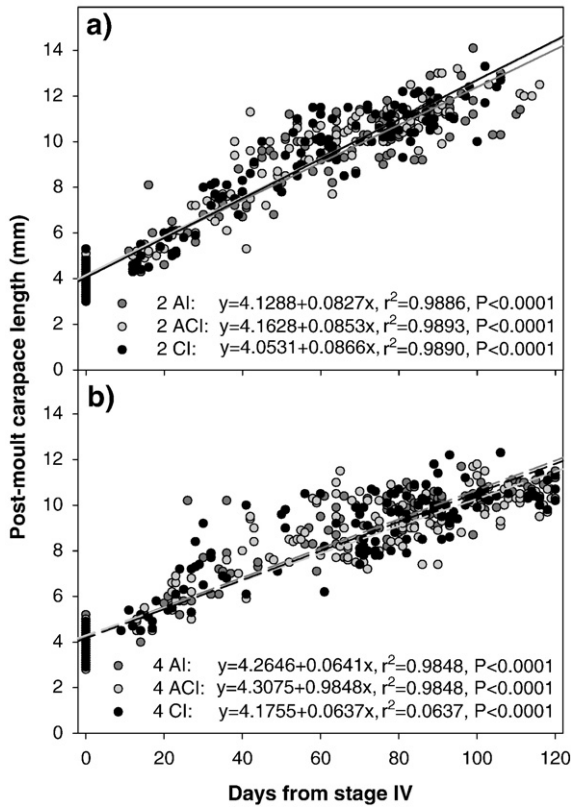 a)
14
12
10
8
6
4
2
0
2 AI: y=4.1288+0.0827x, r²=0.9886, P<0.0001
2 ACI: y=4.1628+0.0853x, r²=0.9893, P<0.0001
2 CI: y=4.0531+0.0866x, r²=0.9890, P<0.0001
Post-moult carapace length (mm)
b)
14
12
10
8
6
4
2
0
4 AI: y=4.2646+0.0641x, r²=0.9848, P<0.0001
4 ACI: y=4.3075+0.9848x, r²=0.9848, P<0.0001
4 CI: y=4.1755+0.0637x, r²=0.0637, P<0.0001
0 20 40 60 80 100 120
Days from stage IV